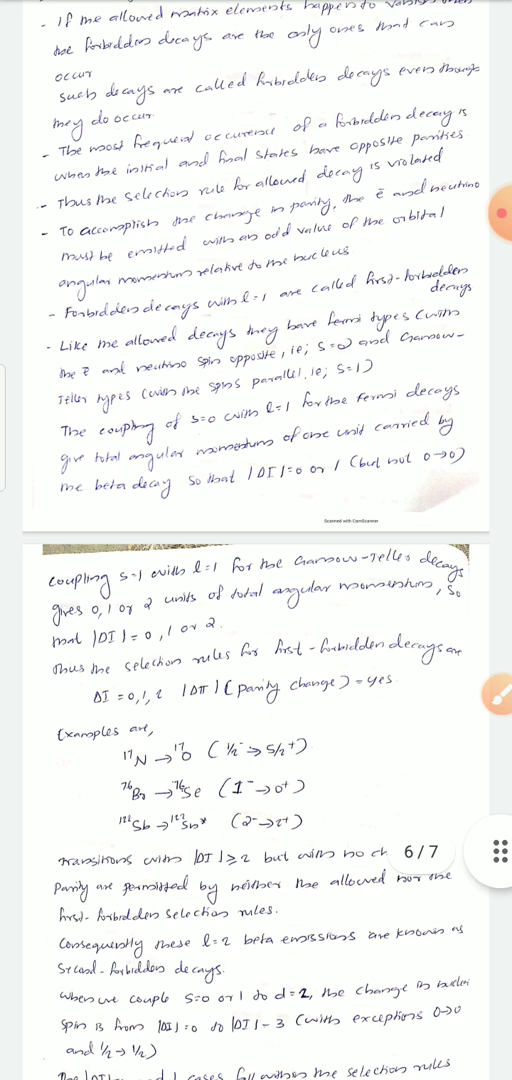 - If the allowed matrix elements happen to
the forbidden decays are the only ones that can
occur
such decays are called forbidden decays even though
they do occur.
- The most frequent occurence of a forbidden decay is
when the initial and final states have opposite parities
- Thus the selection rule for allowed decay is violated
- To accomplish the change in parity, the ē and neutrino
must be emitted with an odd value of the orbital
angular momentum relative to the nucleus
- Forbidden decays with l=1 are called first-forbidden
decays
- Like the allowed decays they have fermi types (with
the ē and neutrino spin opposite, ie; S=0) and Gamow-
Teller types (with the spins parallel, ie; S=1)
The coupling of S=0 with l=1 for the Fermi decays
give total angular momentum of one unit carried by
the beta decay so that |ΔI|=0 or 1 (but not 0→0)
Scanned with CamScanner
Coupling S=1 with l=1 for the Gamow-Teller decays
gives 0,1 or 2 units of total angular momentum, so
that |ΔI|=0, 1 or 2.
Thus the selection rules for first-forbidden decays are
ΔI = 0,1,2 |Δπ| (parity change) = yes.
Examples are,
17N → 17O (1/2- → 5/2+)
76Br → 76Se (1- → 0+)
122Sb → 122Sn* (2- → 2+)
Transitions with |ΔI| ≥ 2 but with no ch
6/7
Parity are permitted by neither the allowed nor the
first-forbidden selection rules.
Consequently these l=2 beta emissions are known as
second-forbidden decays.
When we couple S=0 or 1 to d=2, the change in nuclei
spin is from |ΔI|=0 to |ΔI|-3 (with exceptions 0→0
and 1/2→1/2)
and 1 cases fall within the selection rules